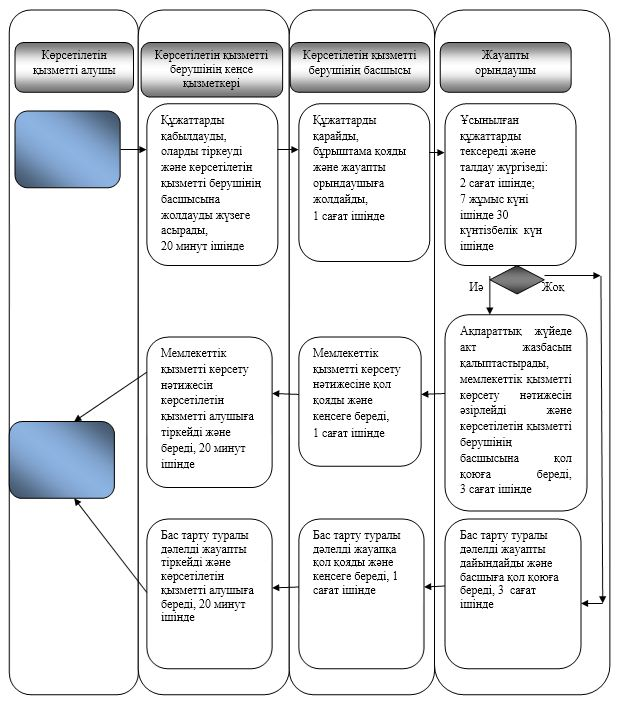 Көрсетілетін
қызметті алушы
Көрсетілетін қызметті
берушінің кеңсе
қызметкері
Көрсетілетін қызметті
берушінің басшысы
Жауапты
орындаушы
Құжаттарды
қабылдауды,
оларды тіркеуді
және көрсетілетін
қызметті берушінің
басшысына
жолдауды жүзеге
асырады,
20 минут ішінде
Құжаттарды
қарайды,
бұрыштама қояды
және жауапты
орындаушыға
жолдайды,
1 сағат ішінде
Ұсынылған
құжаттарды
тексереді және
талдау жүргізеді:
2 сағат ішінде;
7 жұмыс күні
ішінде 30
күнтізбелік күн
ішінде
Иә
Жоқ
Ақпараттық жүйеде
акт жазбасын
қалыптастырады,
мемлекеттік қызметті
көрсету нәтижесін
әзірлейді және
көрсетілетін қызметті
берушінің
басшысына қол
қоюға береді,
3 сағат ішінде
Мемлекеттік
қызметті көрсету
нәтижесіне қол
қояды және
кеңсеге береді,
1 сағат ішінде
Мемлекеттік
қызметті көрсету
нәтижесін
көрсетілетін
қызметті алушыға
тіркейді және
береді, 20 минут
ішінде
Бас тарту туралы
дәлелді жауапты
тіркейді және
көрсетілетін
қызметті алушыға
береді, 20 минут
ішінде
Бас тарту туралы
дәлелді жауапқа
қол қояды және
кеңсеге береді, 1
сағат ішінде
Бас тарту туралы
дәлелді жауапты
дайындайды және
басшыға қол қоюға
береді, 3 сағат
ішінде